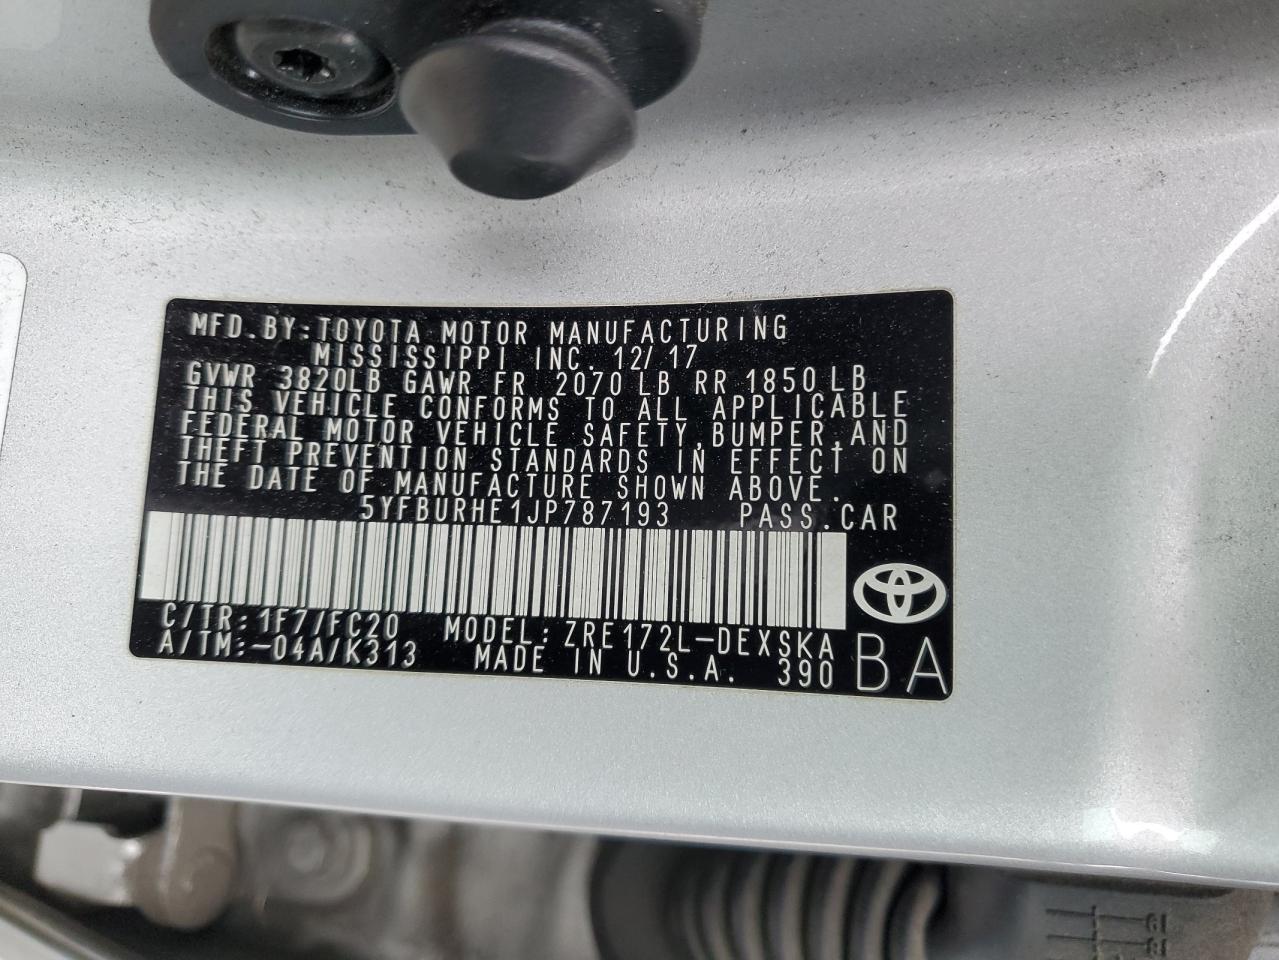 MFD.BY:TOYOTA MOTOR MANUFACTURING
MISSISSIPPI INC. 12/17
GVWR 3820LB GAWR FR 2070 LB RR 1850 LB
THIS VEHICLE CONFORMS TO ALL APPLICABLE
FEDERAL MOTOR VEHICLE SAFETY,BUMPER,AND
THEFT PREVENTION STANDARDS IN EFFECT ON
THE DATE OF MANUFACTURE SHOWN ABOVE.
5YFBURHE1JP787193 PASS.CAR
C/TR:1F7/FC20 MODEL:ZRE172L-DEXSKA
A/TM:-04A/K313 MADE IN U.S.A. 390 BA